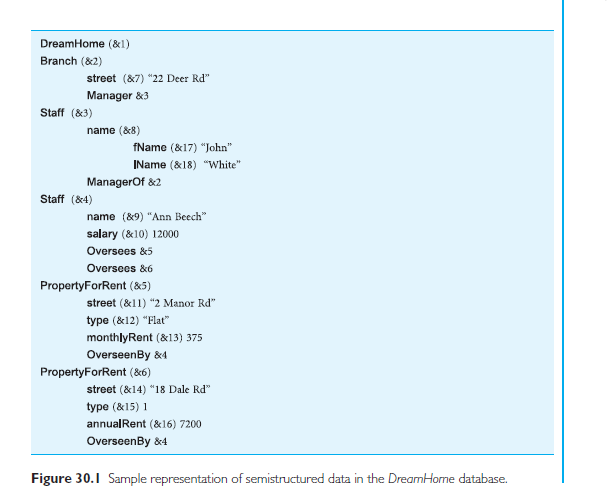 DreamHome (&1)
Branch (&2)
street (&7) “22 Deer Rd”
Manager &3
Staff (&3)
name (&8)
fName (&17) “John”
lName (&18) “White”
ManagerOf &2
Staff (&4)
name (&9) “Ann Beech”
salary (&10) 12000
Oversees &5
Oversees &6
PropertyForRent (&5)
street (&11) “2 Manor Rd”
type (&12) “Flat”
monthlyRent (&13) 375
OverseenBy &4
PropertyForRent (&6)
street (&14) “18 Dale Rd”
type (&15) 1
annualRent (&16) 7200
OverseenBy &4
Figure 30.1 Sample representation of semistructured data in the DreamHome database.